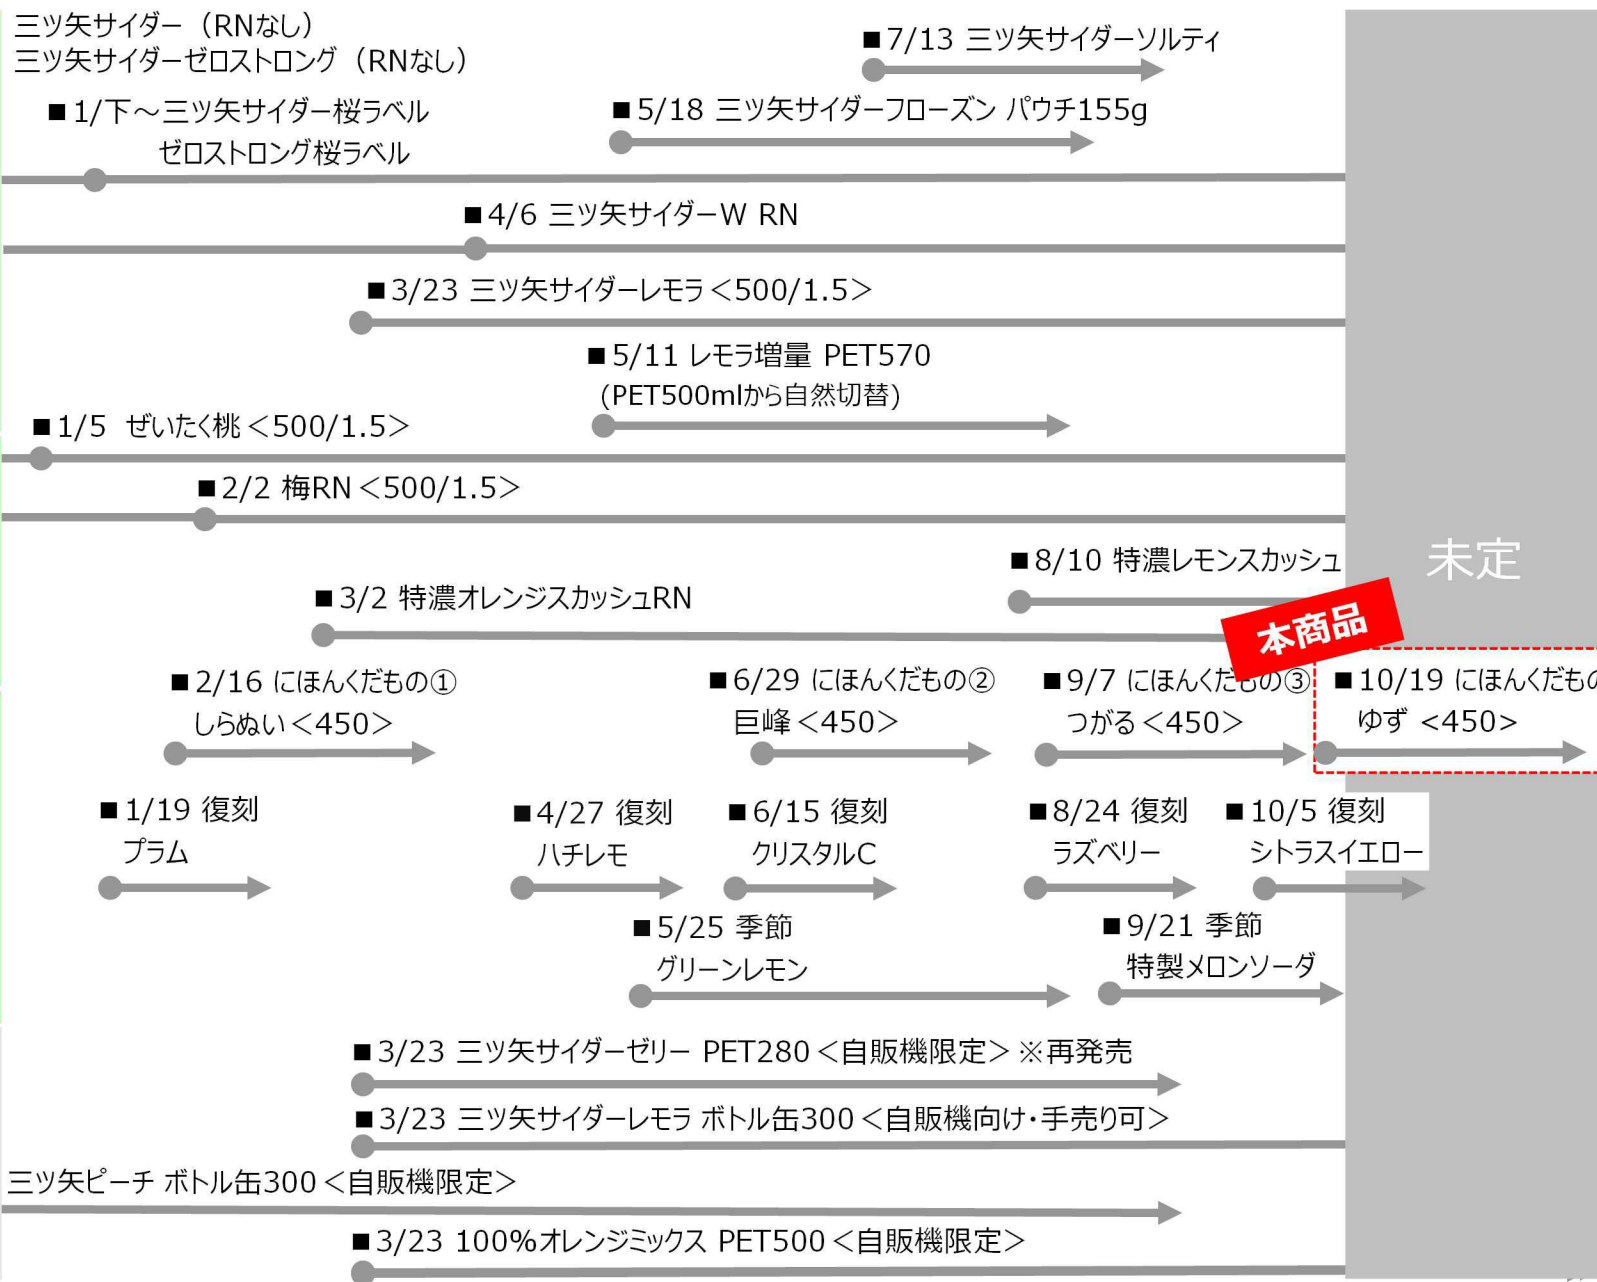 三ツ矢サイダー（RNなし）
三ツ矢サイダーゼロストロング（RNなし）
■7/13 三ツ矢サイダーソルティ
■1/下～三ツ矢サイダー桜ラベル
ゼロストロング桜ラベル
■5/18 三ツ矢サイダーフローズン パウチ155g
■4/6 三ツ矢サイダーW RN
■3/23 三ツ矢サイダーレモラ＜500/1.5＞
■5/11 レモラ増量 PET570
(PET500mlから自然切替)
■1/5 ぜいたく桃＜500/1.5＞
■2/2 梅RN＜500/1.5＞
未定
■8/10 特濃レモンスカッシュ
■3/2 特濃オレンジスカッシュRN
本商品
■2/16 にほんくだもの①
しらぬい＜450＞
■6/29 にほんくだもの②
巨峰＜450＞
■9/7 にほんくだもの③
つがる＜450＞
■10/19 にほんくだもの
ゆず <450>
■1/19 復刻
プラム
■4/27 復刻
ハチレモ
■6/15 復刻
クリスタルC
■8/24 復刻
ラズベリー
■10/5 復刻
シトラスイエロー
■5/25 季節
グリーンレモン
■9/21 季節
特製メロンソーダ
■3/23 三ツ矢サイダーゼリー PET280＜自販機限定＞※再発売
■3/23 三ツ矢サイダーレモラ ボトル缶300＜自販機向け・手売り可＞
三ツ矢ピーチ ボトル缶300＜自販機限定＞
■3/23 100%オレンジミックス PET500＜自販機限定＞